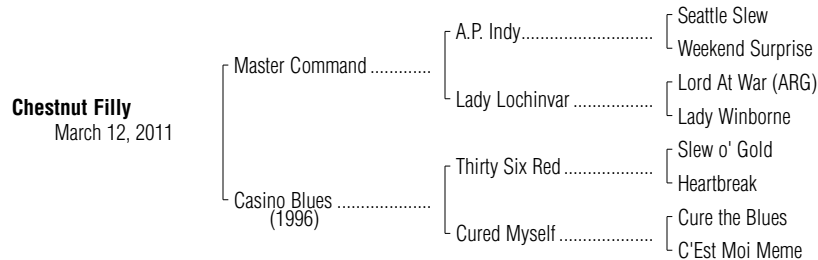 Seattle Slew
A.P. Indy..............................
Weekend Surprise
Master Command .............
Lord At War (ARG)
Lady Lochinvar ..................
Lady Winborne
Chestnut Filly
March 12, 2011
Slew o' Gold
Thirty Six Red ....................
Heartbreak
Casino Blues ....................
(1996)
Cure the Blues
Cured Myself .....................
C'Est Moi Meme